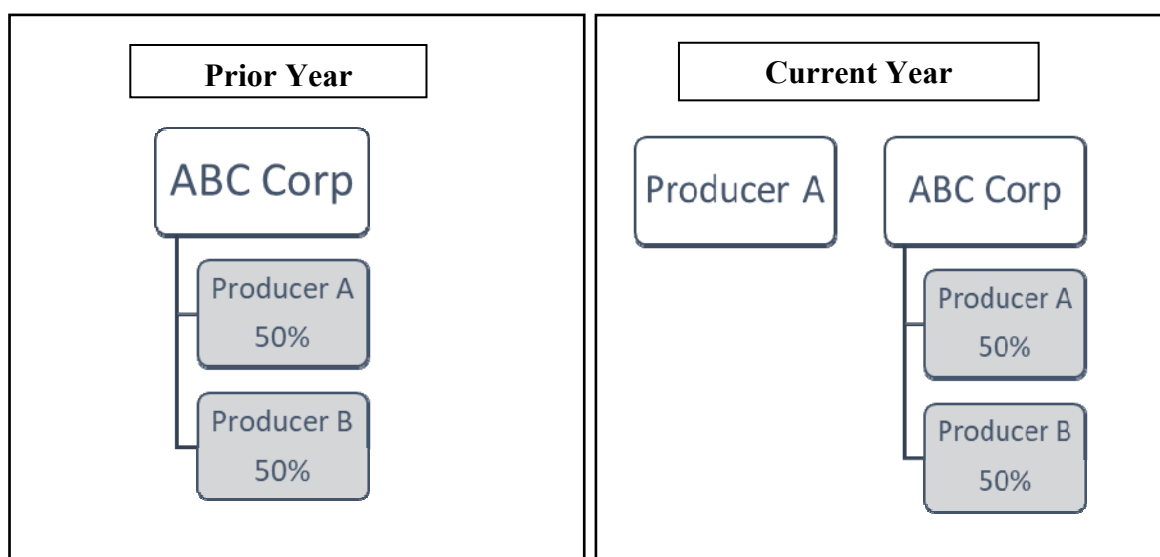 Prior Year
ABC Corp
Producer A
50%
Producer B
50%
Current Year
Producer A
ABC Corp
Producer A
50%
Producer B
50%